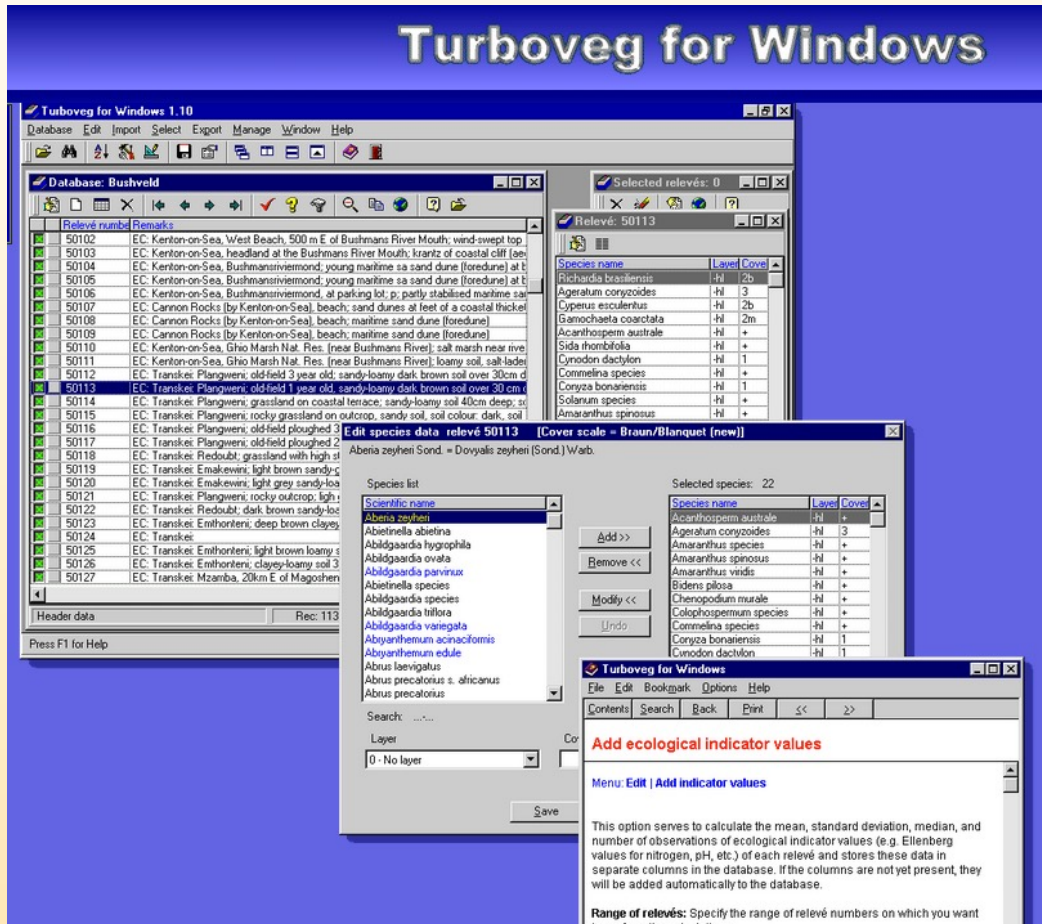 Turboveg for Windows
Turboveg for Windows 1.10
Database Edit Import Select Export Manage Window Help
Database: Bushveld
Relevé numbe Remarks
50102 EC: Kenton-on-Sea, West Beach, 500 m E of Bushmans River Mouth; wind-swept top
50103 EC: Kenton-on-Sea, headland at the Bushmans River Mouth; krantz of coastal cliff (ae
50104 EC: Kenton-on-Sea, Bushmansriviermond; young maritime sa sand dune (foredune) at b
50105 EC: Kenton-on-Sea, Bushmansriviermond; young maritime sa sand dune (foredune) at b
50106 EC: Kenton-on-Sea, Bushmansriviermond, at parking lot; p; partly stabilised maritime sa
50107 EC: Cannon Rocks (by Kenton-on-Sea), beach; sand dunes at feet of a coastal thicket
50108 EC: Cannon Rocks (by Kenton-on-Sea), beach; maritime sand dune (foredune)
50109 EC: Cannon Rocks (by Kenton-on-Sea), beach; maritime sand dune (foredune)
50110 EC: Kenton-on-Sea, Ghio Marsh Nat. Res. (near Bushmans River); salt marsh near rive
50111 EC: Kenton-on-Sea, Ghio Marsh Nat. Res. (near Bushmans River); loamy soil, salt-lade
50112 EC: Transkei: Plangweni; old-field 3 year old; sandy-loamy dark brown soil over 30cm d
50113 EC: Transkei: Plangweni; old-field 1 year old, sandy-loamy dark brown soil over 30 cm
50114 EC: Transkei: Plangweni; grassland on coastal terrace; sandy-loamy soil 40cm deep;
50115 EC: Transkei: Plangweni; rocky grassland on outcrop, sandy soil, soil colour: dark, soil
50116 EC: Transkei: Plangweni; old-field ploughed 3
50117 EC: Transkei: Plangweni; old-field ploughed 2
50118 EC: Transkei: Redoubt; grassland with high s
50119 EC: Transkei: Emakewini; light brown sandy-
50120 EC: Transkei: Emakewini; light grey sandy-loa
50121 EC: Transkei: Plangweni; rocky outcrop; ligh
50122 EC: Transkei: Redoubt; dark brown sandy-loa
50123 EC: Transkei: Emthonteni; deep brown clayey
50124 EC: Transkei:
50125 EC: Transkei: Emthonteni; light brown loamy s
50126 EC: Transkei: Emthonteni; clayey-loamy soil 3
50127 EC: Transkei: Mzamba, 20km E of Magoshen
Header data Rec: 113
Press F1 for Help
Selected relevés: 0
Relevé: 50113
Species name Layer Cove
Richardia brasiliensis -hl 2b
Ageratum conyzoides -hl 3
Cyperus esculentus -hl 2b
Gamochaeta coarctata -hl 2m
Acanthosperm australe -hl +
Sida rhombifolia -hl +
Cynodon dactylon -hl 1
Commelina species -hl +
Conyza bonariensis -hl 1
Solanum species -hl +
Amaranthus spinosus -hl +
Edit species data relevé 50113 [Cover scale = Braun/Blanquet (new)]
Aberia zeyheri Sond. = Dovyalis zeyheri (Sond.) Warb.
Species list
Scientific name
Aberia zeyheri
Abietinella abietina
Abildgaardia hygrophila
Abildgaardia ovata
Abildgaardia parvinux
Abietinella species
Abildgaardia species
Abildgaardia triflora
Abildgaardia variegata
Abryanthemum acinaciformis
Abryanthemum edule
Abrus laevigatus
Abrus precatorius s. africanus
Abrus precatorius
Search: ...-...
Layer
0 - No layer
Add >>
Remove <<
Modify <<
Undo
Selected species: 22
Species name Layer Cover
Acanthosperm australe -hl +
Ageratum conyzoides -hl 3
Amaranthus species -hl +
Amaranthus spinosus -hl +
Amaranthus viridis -hl +
Bidens pilosa -hl +
Chenopodium murale -hl +
Colophospermum species -hl +
Commelina species -hl +
Conyza bonariensis -hl 1
Cynodon dactylon -hl 1
Co
Save
Turboveg for Windows
File Edit Bookmark Options Help
Contents Search Back Print << >>
Add ecological indicator values
Menu: Edit | Add indicator values
This option serves to calculate the mean, standard deviation, median, and
number of observations of ecological indicator values (e.g. Ellenberg
values for nitrogen, pH, etc.) of each relevé and stores these data in
separate columns in the database. If the columns are not yet present, they
will be added automatically to the database.
Range of relevés: Specify the range of relevé numbers on which you want